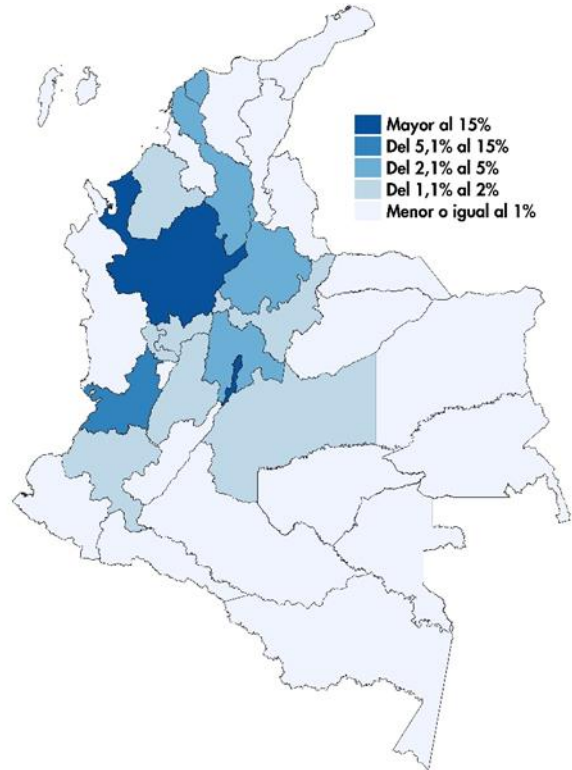 Mayor al 15%
Del 5,1% al 15%
Del 2,1% al 5%
Del 1,1% al 2%
Menor o igual al 1%